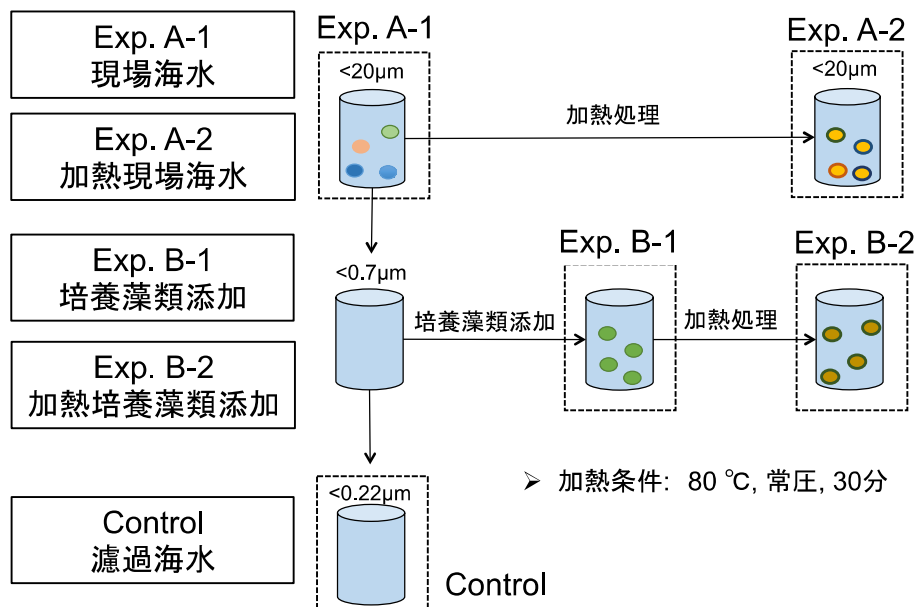 Exp. A-1
現場海水
Exp. A-2
加熱現場海水
Exp. B-1
培養藻類添加
Exp. B-2
加熱培養藻類添加
Control
濾過海水
Exp. A-1
<20μm
加熱処理
Exp. A-2
<20μm
<0.7μm
培養藻類添加
Exp. B-1
加熱処理
Exp. B-2
➢ 加熱条件: 80 ℃, 常圧, 30分
<0.22μm
Control